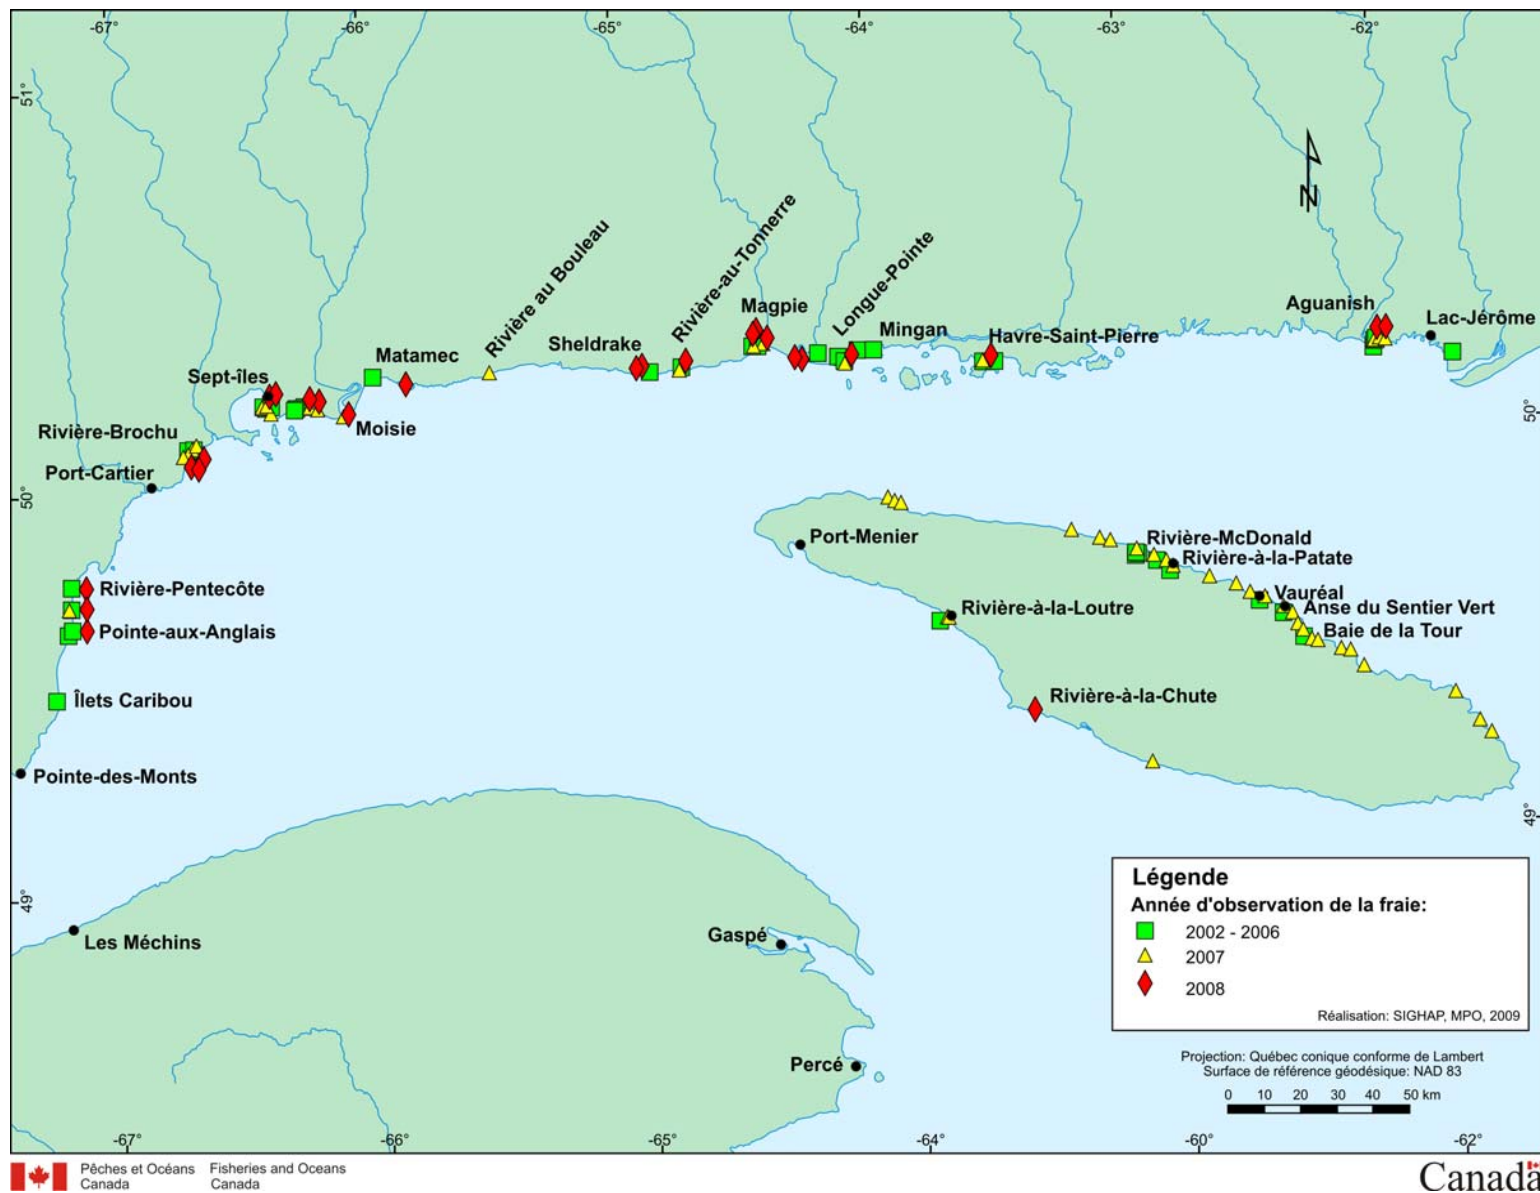 -67°
-66°
-65°
-64°
-63°
-62°
51°
N
Rivière au Bouleau
Rivière-au-Tonnerre
Longue-Pointe
Magpie
Aguanish
Lac-Jérôme
Mingan
Havre-Saint-Pierre
Sheldrake
Matamec
Sept-îles
Moisie
50°
Rivière-Brochu
Port-Cartier
50°
Port-Menier
Rivière-McDonald
Rivière-à-la-Patate
Rivière-Pentecôte
Vauréal
Rivière-à-la-Loutre
Anse du Sentier Vert
Pointe-aux-Anglais
Baie de la Tour
Îlets Caribou
Rivière-à-la-Chute
Pointe-des-Monts
49°
49°
Les Méchins
Gaspé
Percé
Légende
Année d'observation de la fraie:
2002 - 2006
2007
2008
Réalisation: SIGHAP, MPO, 2009
Projection: Québec conique conforme de Lambert
Surface de référence géodésique: NAD 83
0 10 20 30 40 50 km
-67°
-66°
-65°
-64°
-60°
-62°
Pêches et Océans Fisheries and Oceans
Canada Canada
Canada